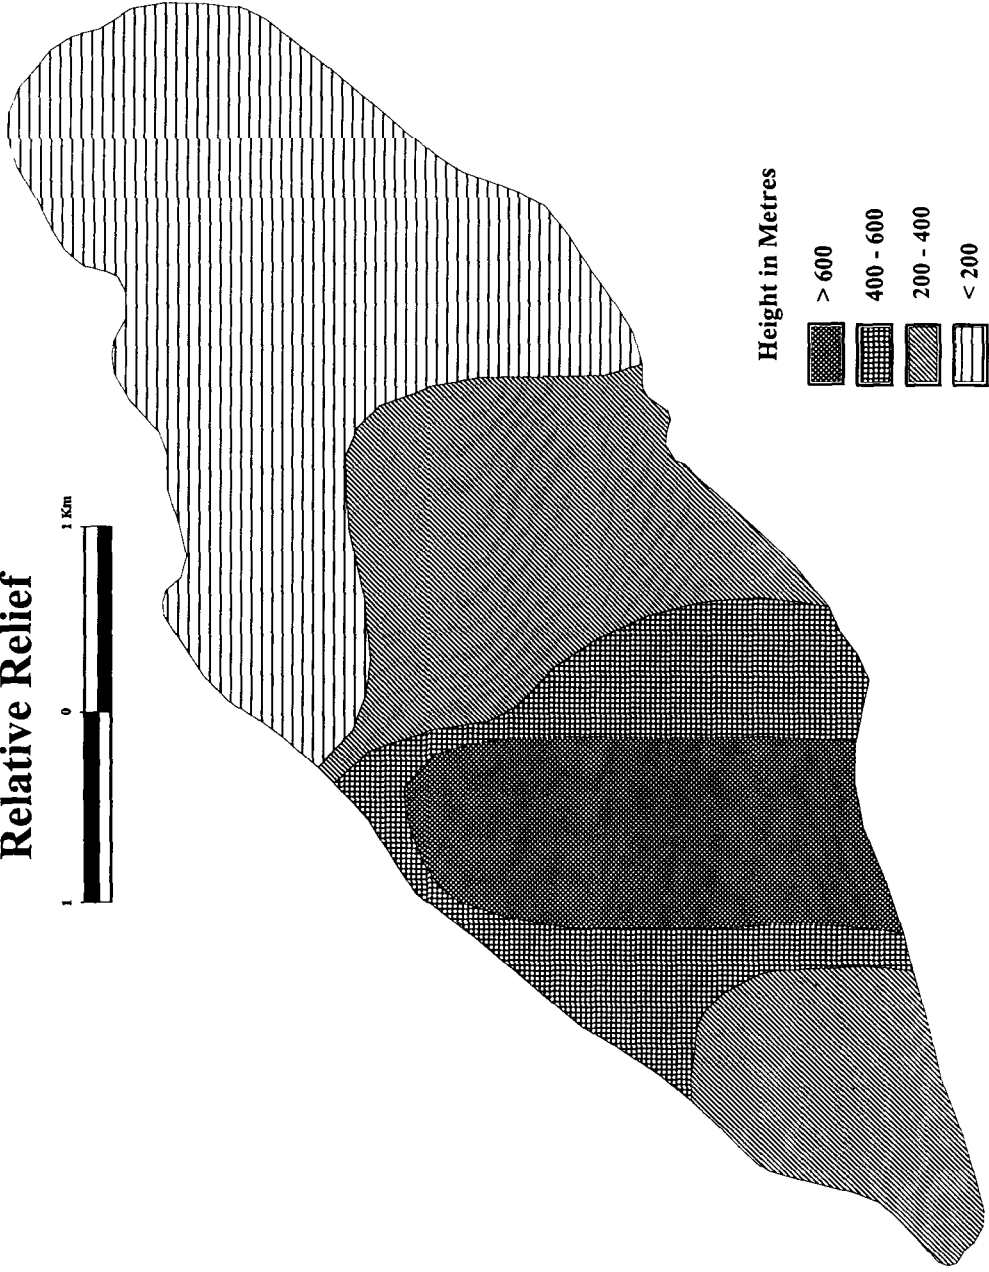 Relative Relief
1 0 1 Km
Height in Metres
> 600
400 - 600
200 - 400
< 200